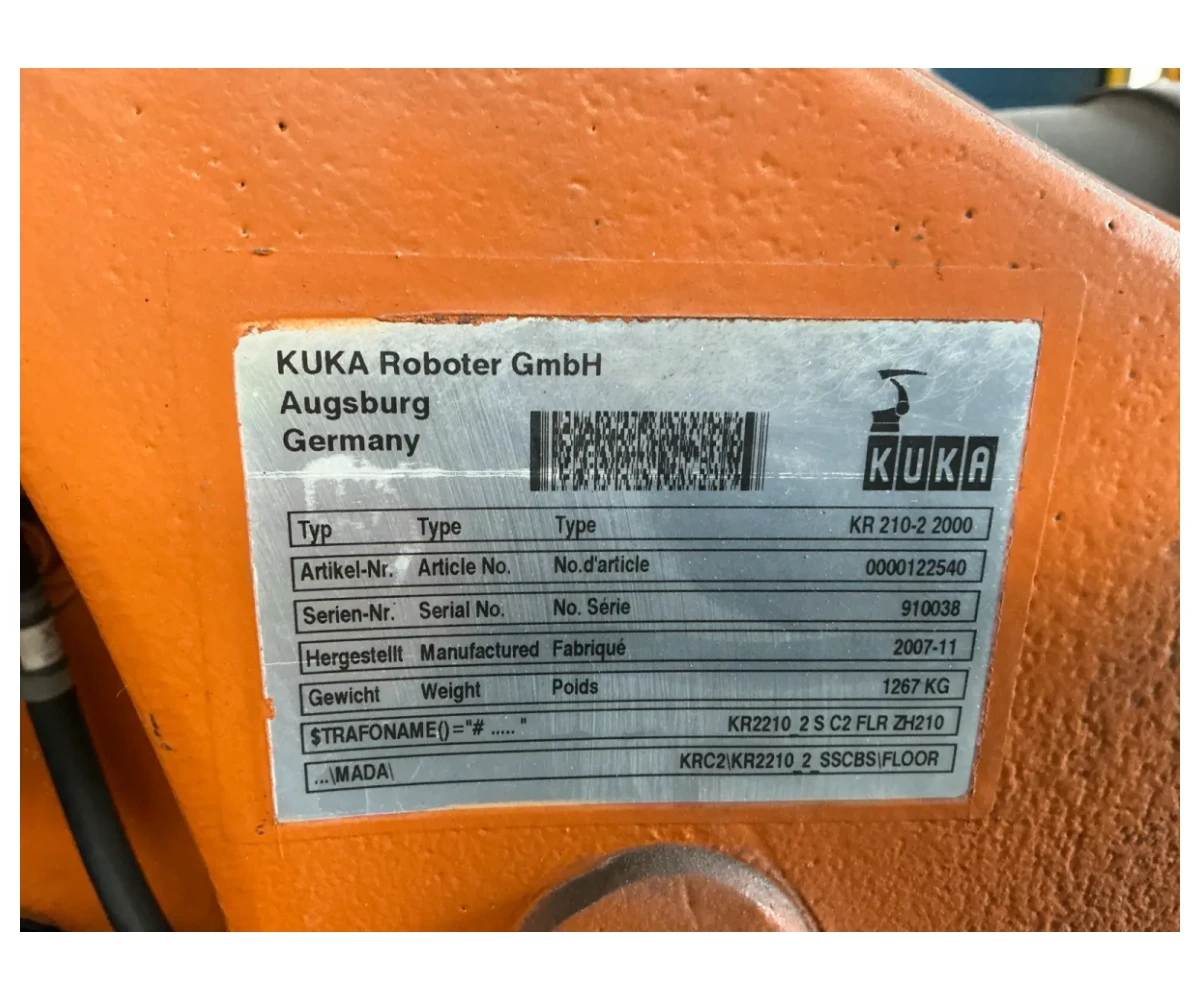 KUKA Roboter GmbH
Augsburg
Germany
KUKA
Typ Type Type KR 210-2 2000
Artikel-Nr. Article No. No.d'article 0000122540
Serien-Nr. Serial No. No. Série 910038
Hergestellt Manufactured Fabriqué 2007-11
Gewicht Weight Poids 1267 KG
$TRAFONAME()="# ..... " KR2210_2 S C2 FLR ZH210
...\MADA\ KRC2\KR2210_2_SSCBS\FLOOR